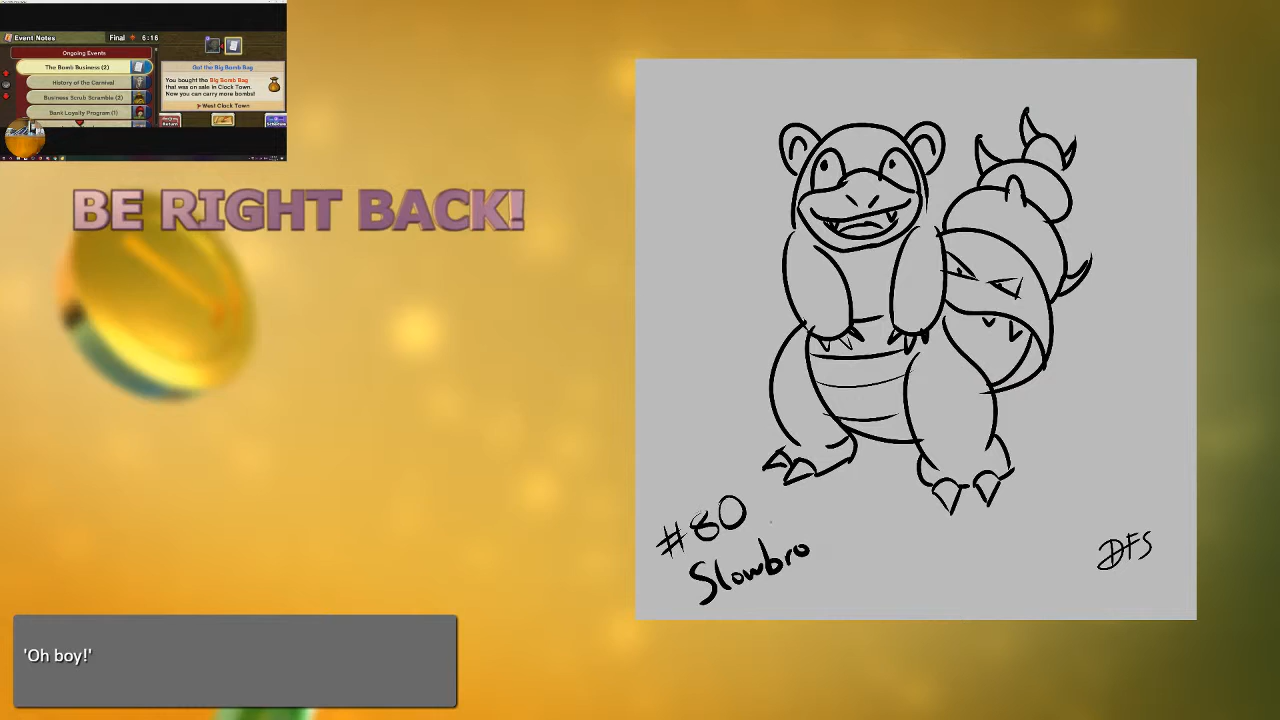 Event Notes
Final 6:16
Ongoing Events
The Bomb Business (2)
History of the Carnival
Business Scrub Scramble (2)
Bank Loyalty Program (1)
Got the Big Bomb Bag
You bought the Big Bomb Bag
that was on sale in Clock Town.
Now you can carry more bombs!
West Clock Town
Return
BE RIGHT BACK!
#80
Slowbro
DFS
'Oh boy!'